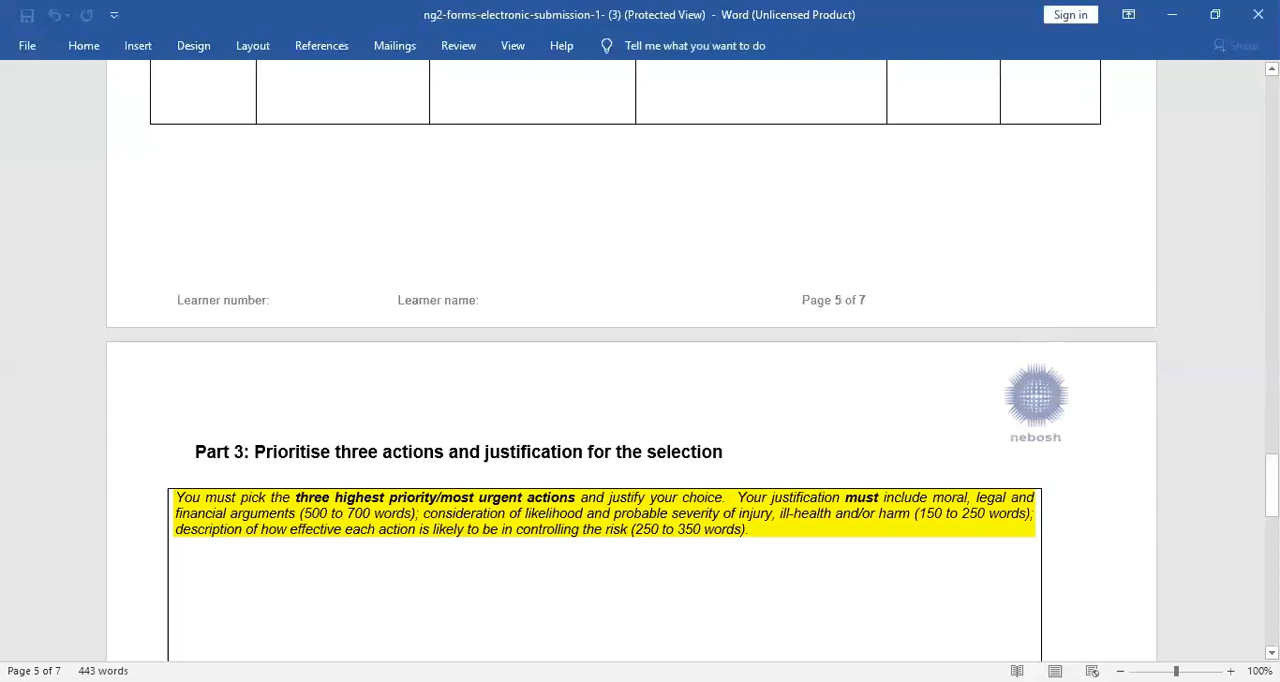 ng2-forms-electronic-submission-1- (3) (Protected View) - Word (Unlicensed Product)
Sign in
File Home Insert Design Layout References Mailings Review View Help Tell me what you want to do Share
Learner number: Learner name: Page 5 of 7
nebosh
Part 3: Prioritise three actions and justification for the selection
You must pick the three highest priority/most urgent actions and justify your choice. Your justification must include moral, legal and
financial arguments (500 to 700 words); consideration of likelihood and probable severity of injury, ill-health and/or harm (150 to 250 words);
description of how effective each action is likely to be in controlling the risk (250 to 350 words).
Page 5 of 7 443 words 100%